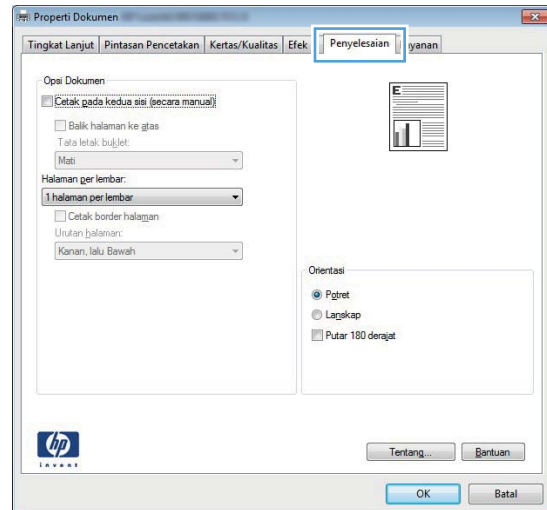 Properti Dokumen
Tingkat Lanjut Pintasan Pencetakan Kertas/Kualitas Efek Penyelesaian yanan
Opsi Dokumen
Cetak pada kedua sisi (secara manual)
Balik halaman ke atas
Tata letak buklet:
Mati
Halaman per lembar:
1 halaman per lembar
Cetak border halaman
Urutan halaman:
Kanan, lalu Bawah
E
Orientasi
Potret
Lanskap
Putar 180 derajat
hp
invent
Tentang... Bantuan
OK Batal